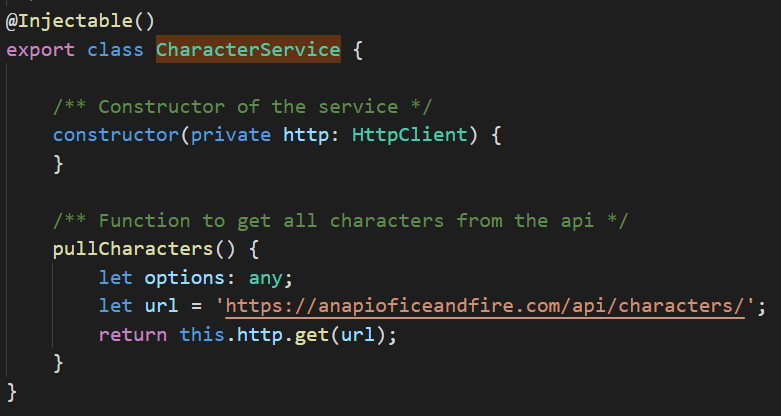 @Injectable()
export class CharacterService {
/** Constructor of the service */
constructor(private http: HttpClient) {
}
/** Function to get all characters from the api */
pullCharacters() {
let options: any;
let url = 'https://anapioficeandfire.com/api/characters/';
return this.http.get(url);
}
}